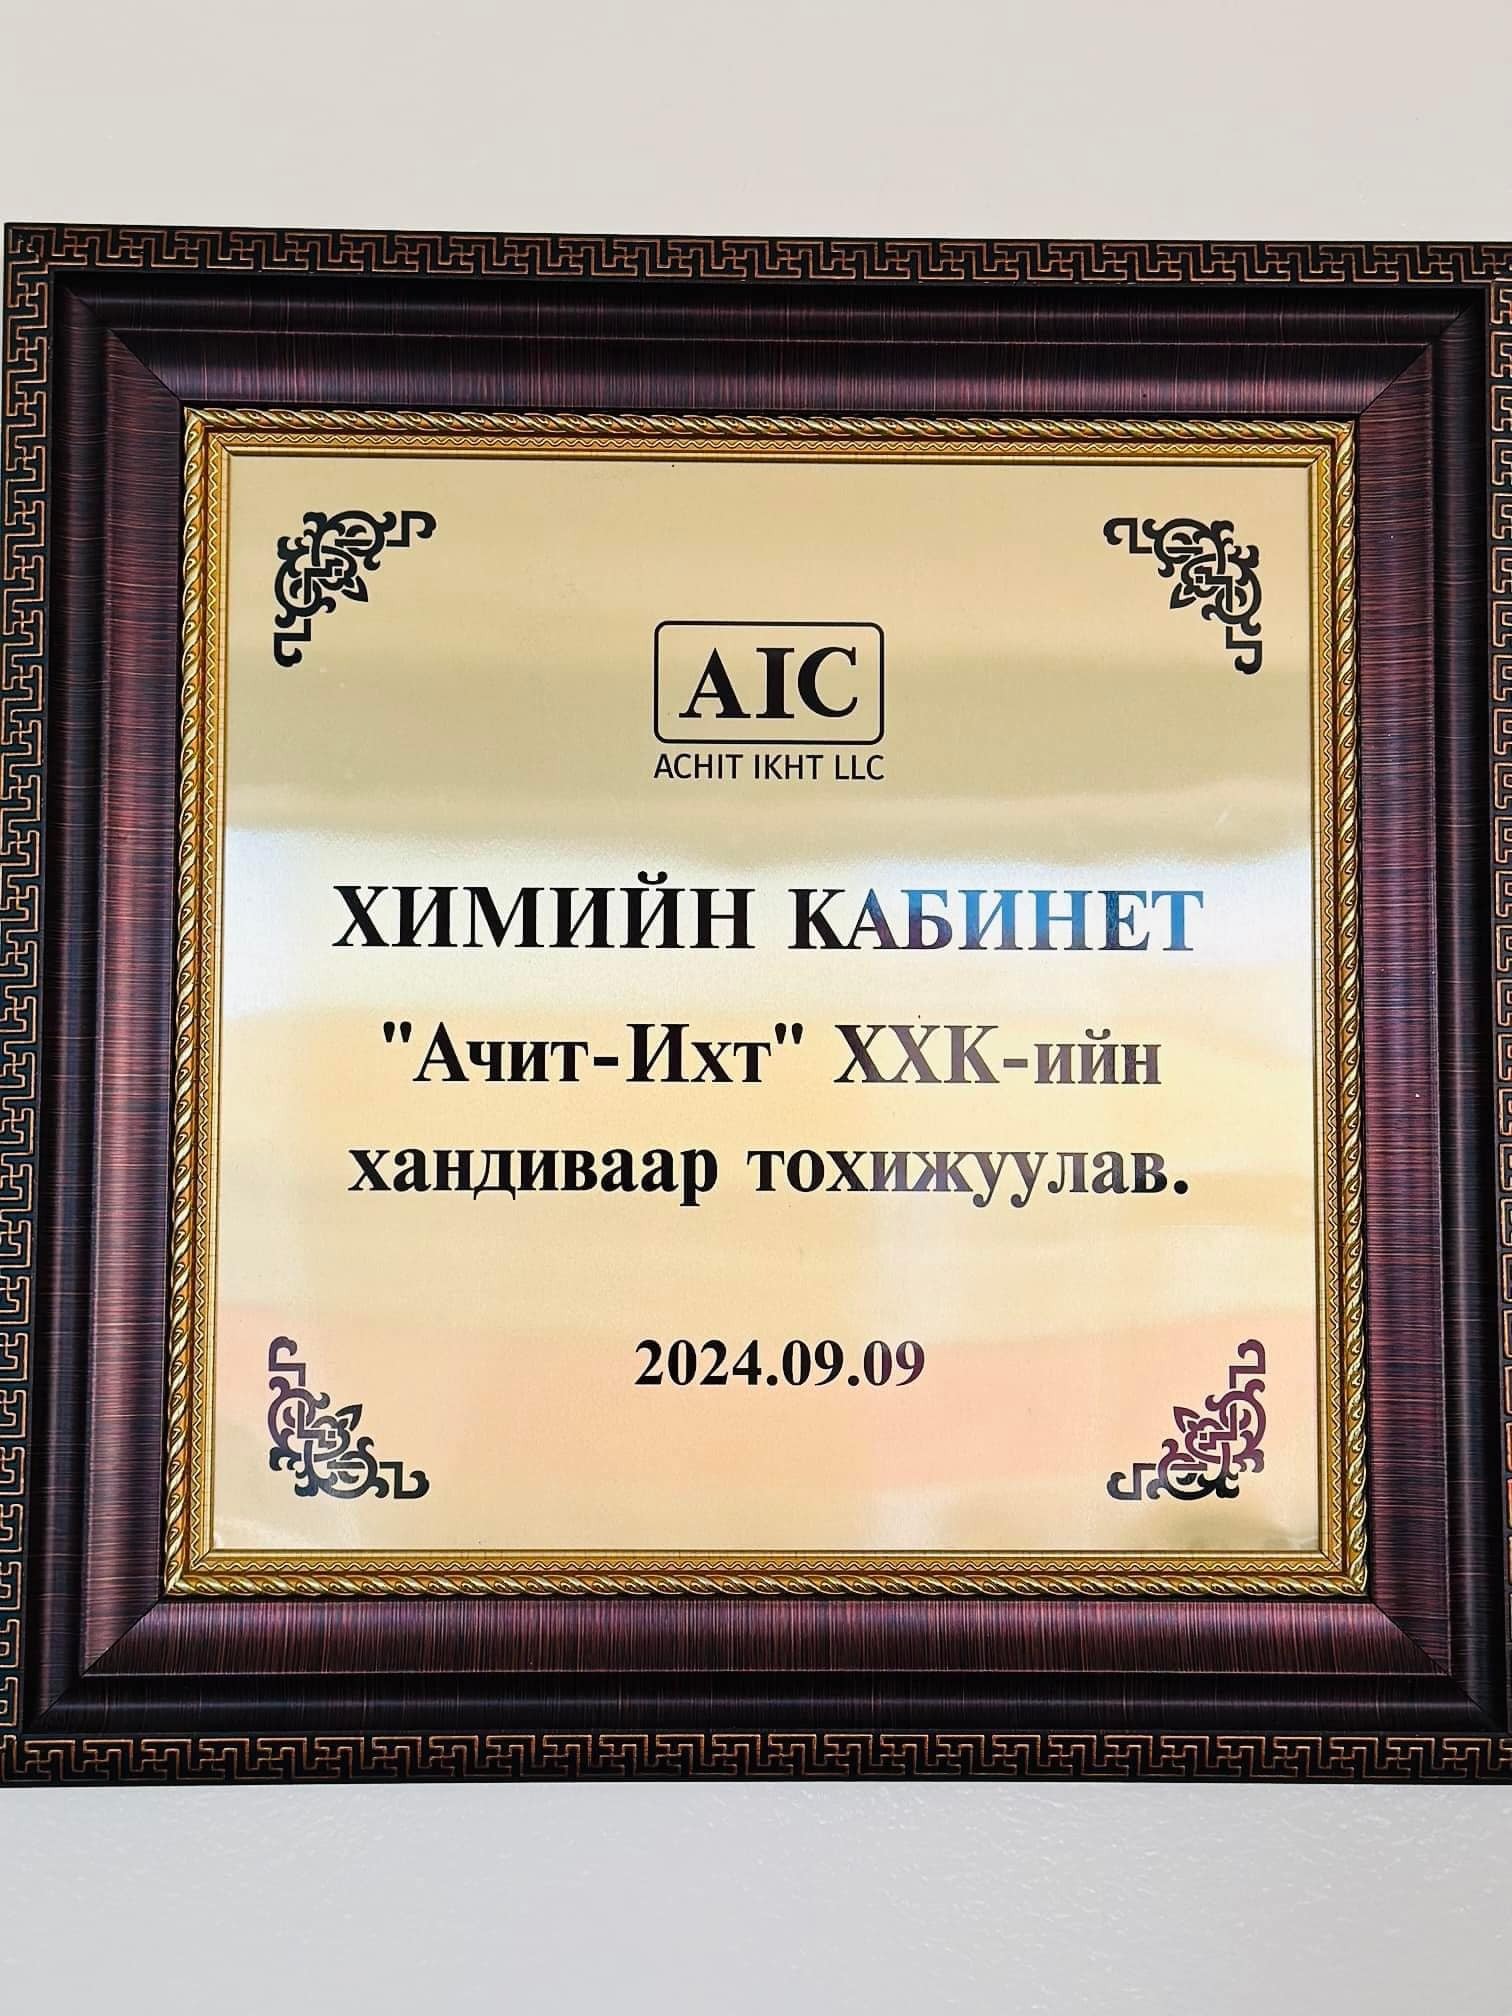 AIC
ACHIT IKHT LLC
ХИМИЙН КАБИНЕТ
"Ачит-Ихт" ХХК-ийн
хандиваар тохижуулав.
2024.09.09